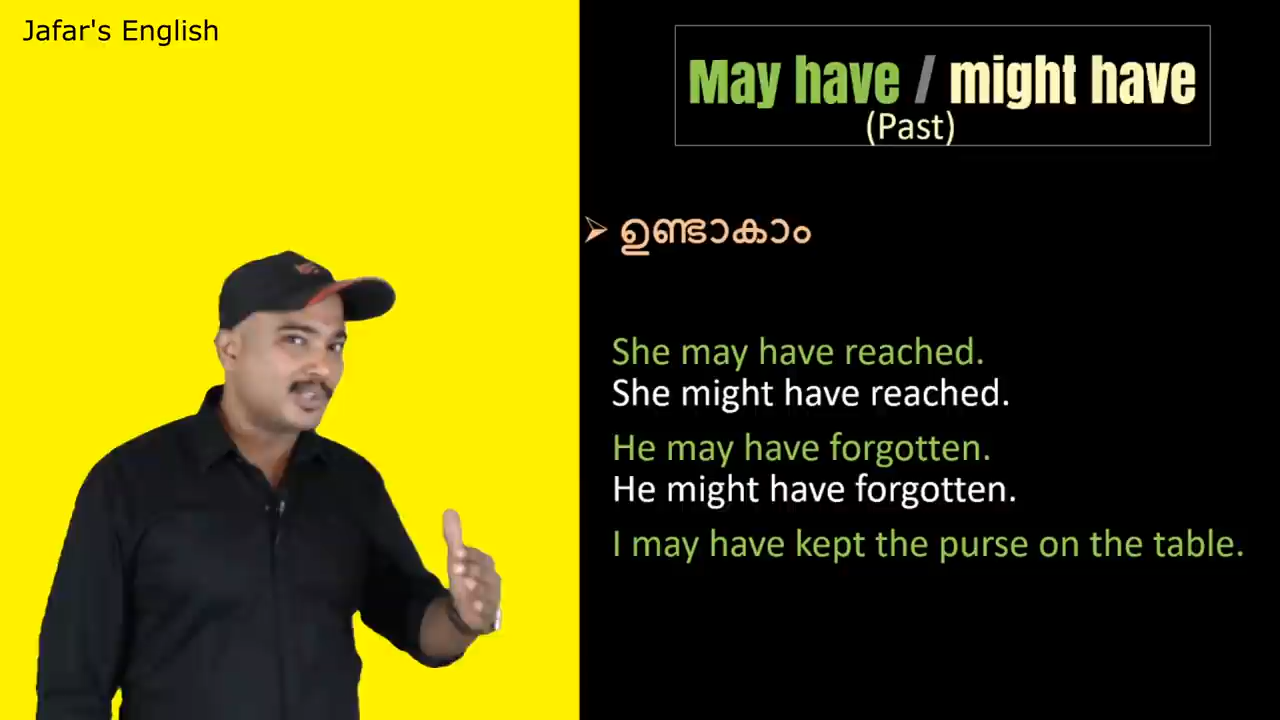 Jafar's English
May have / might have
(Past)
➢ ഉണ്ടാകാം
She may have reached.
She might have reached.
He may have forgotten.
He might have forgotten.
I may have kept the purse on the table.